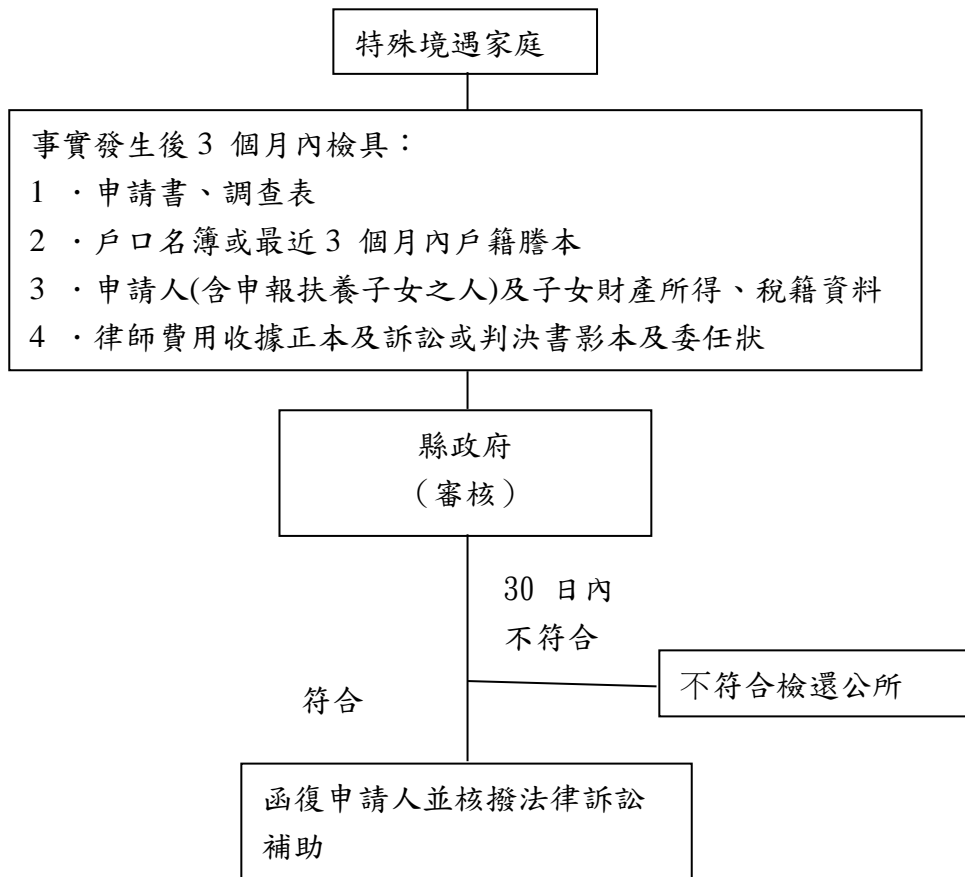 特殊境遇家庭
事實發生後 3 個月內檢具：
1 ．申請書、調查表
2 ．戶口名簿或最近 3 個月內戶籍謄本
3 ．申請人(含申報扶養子女之人)及子女財產所得、稅籍資料
4 ．律師費用收據正本及訴訟或判決書影本及委任狀
縣政府
（審核）
30 日內
不符合
不符合檢還公所
符合
函復申請人並核撥法律訴訟
補助